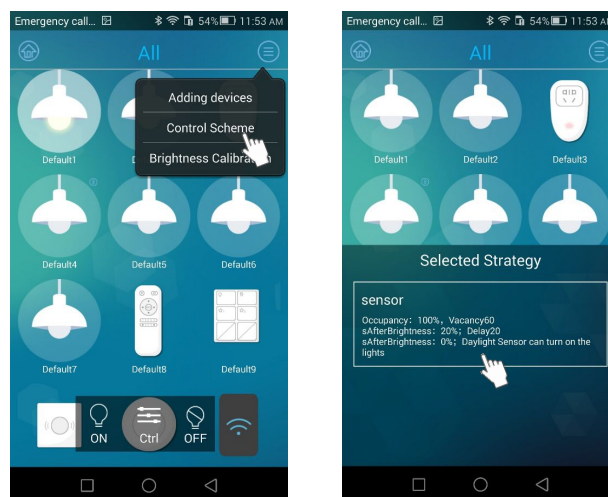 Emergency call... 54% 11:53 AM
All
Adding devices
Control Scheme
Brightness Calibration
Default1
Default4 Default5 Default6
Default7 Default8 Default9
ON Ctrl OFF
Emergency call... 54% 11:53 AM
All
Default1 Default2 Default3
Selected Strategy
sensor
Occupancy: 100%, Vacancy60
sAfterBrightness: 20%; Delay20
sAfterBrightness: 0%; Daylight Sensor can turn on the
lights